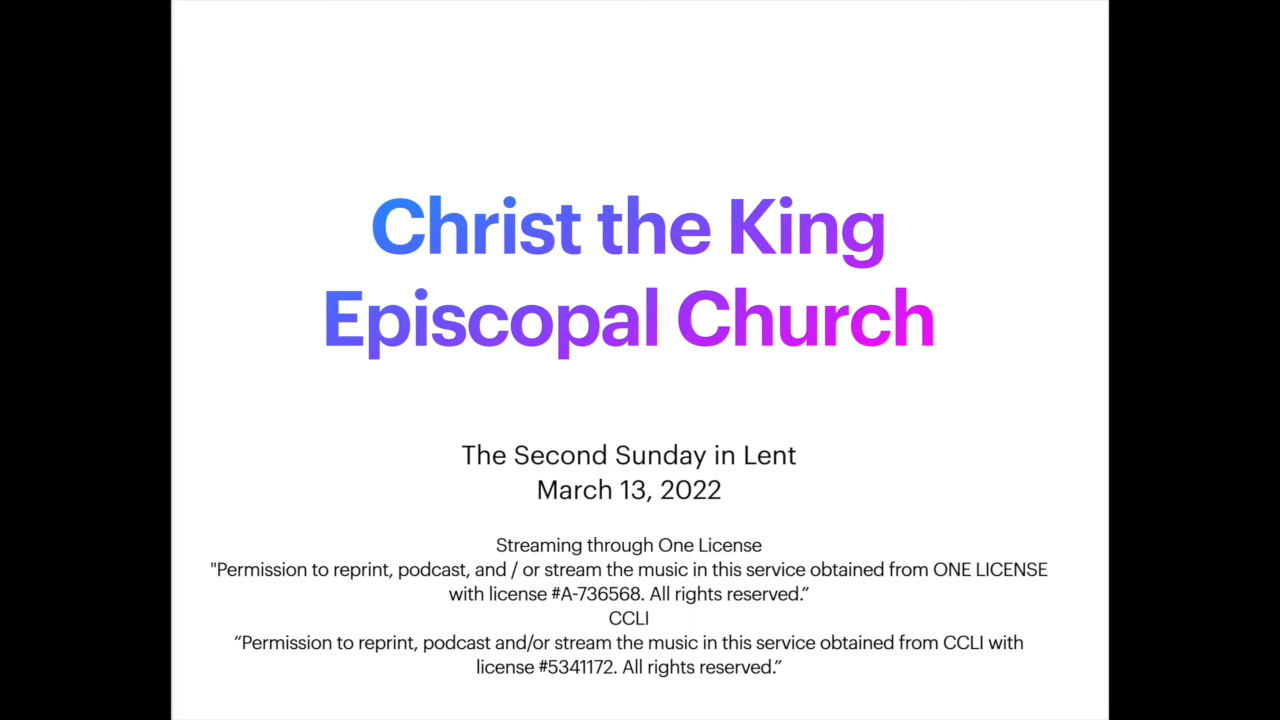 Christ the King
Episcopal Church
The Second Sunday in Lent
March 13, 2022
Streaming through One License
"Permission to reprint, podcast, and / or stream the music in this service obtained from ONE LICENSE
with license #A-736568. All rights reserved.”
CCLI
“Permission to reprint, podcast and/or stream the music in this service obtained from CCLI with
license #5341172. All rights reserved.”